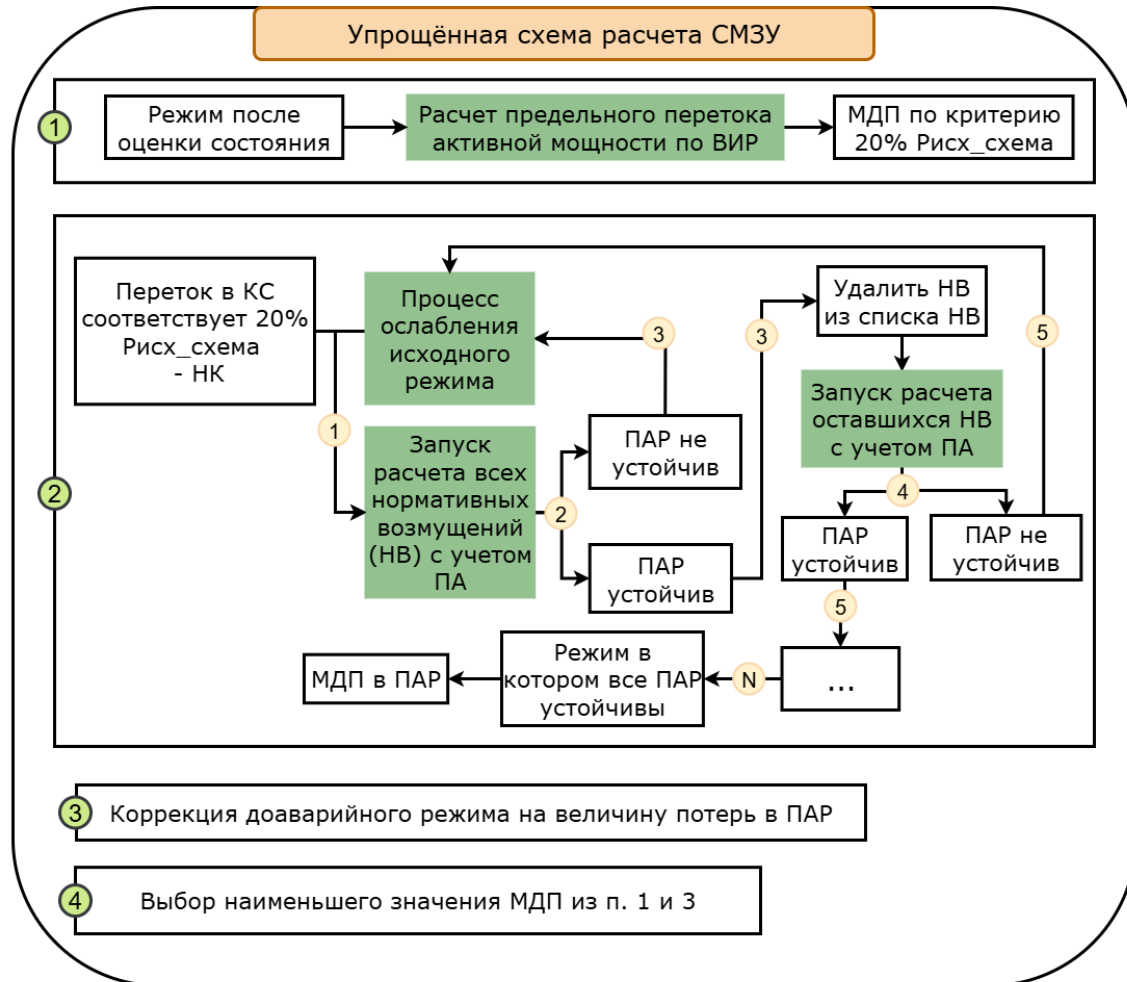 Упрощённая схема расчета СМЗУ
1
Режим после
оценки состояния
Расчет предельного перетока
активной мощности по ВИР
МДП по критерию
20% Рисх_схема
2
Переток в КС
соответствует 20%
Рисх_схема
- НК
Процесс
ослабления
исходного
режима
1
Запуск
расчета всех
нормативных
возмущений
(НВ) с учетом
ПА
2
3
ПАР не
устойчив
ПАР
устойчив
3
Удалить НВ
из списка НВ
Запуск расчета
оставшихся НВ
с учетом ПА
4
5
ПАР
устойчив
ПАР не
устойчив
5
...
N
Режим в
котором все ПАР
устойчивы
МДП в ПАР
3
Коррекция доаварийного режима на величину потерь в ПАР
4
Выбор наименьшего значения МДП из п. 1 и 3